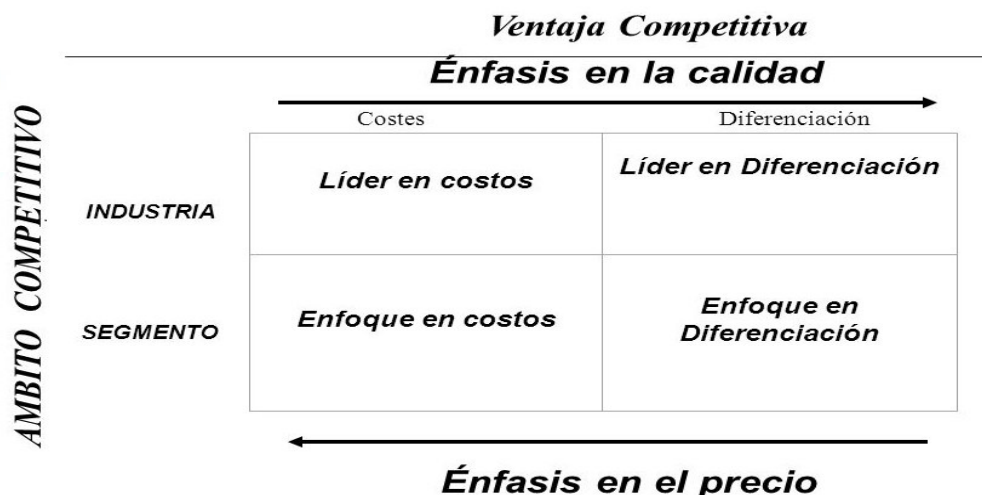 Ventaja Competitiva
Énfasis en la calidad
Costes
Diferenciación
AMBITO COMPETITIVO
INDUSTRIA
Líder en costos
Líder en Diferenciación
SEGMENTO
Enfoque en costos
Enfoque en
Diferenciación
Énfasis en el precio